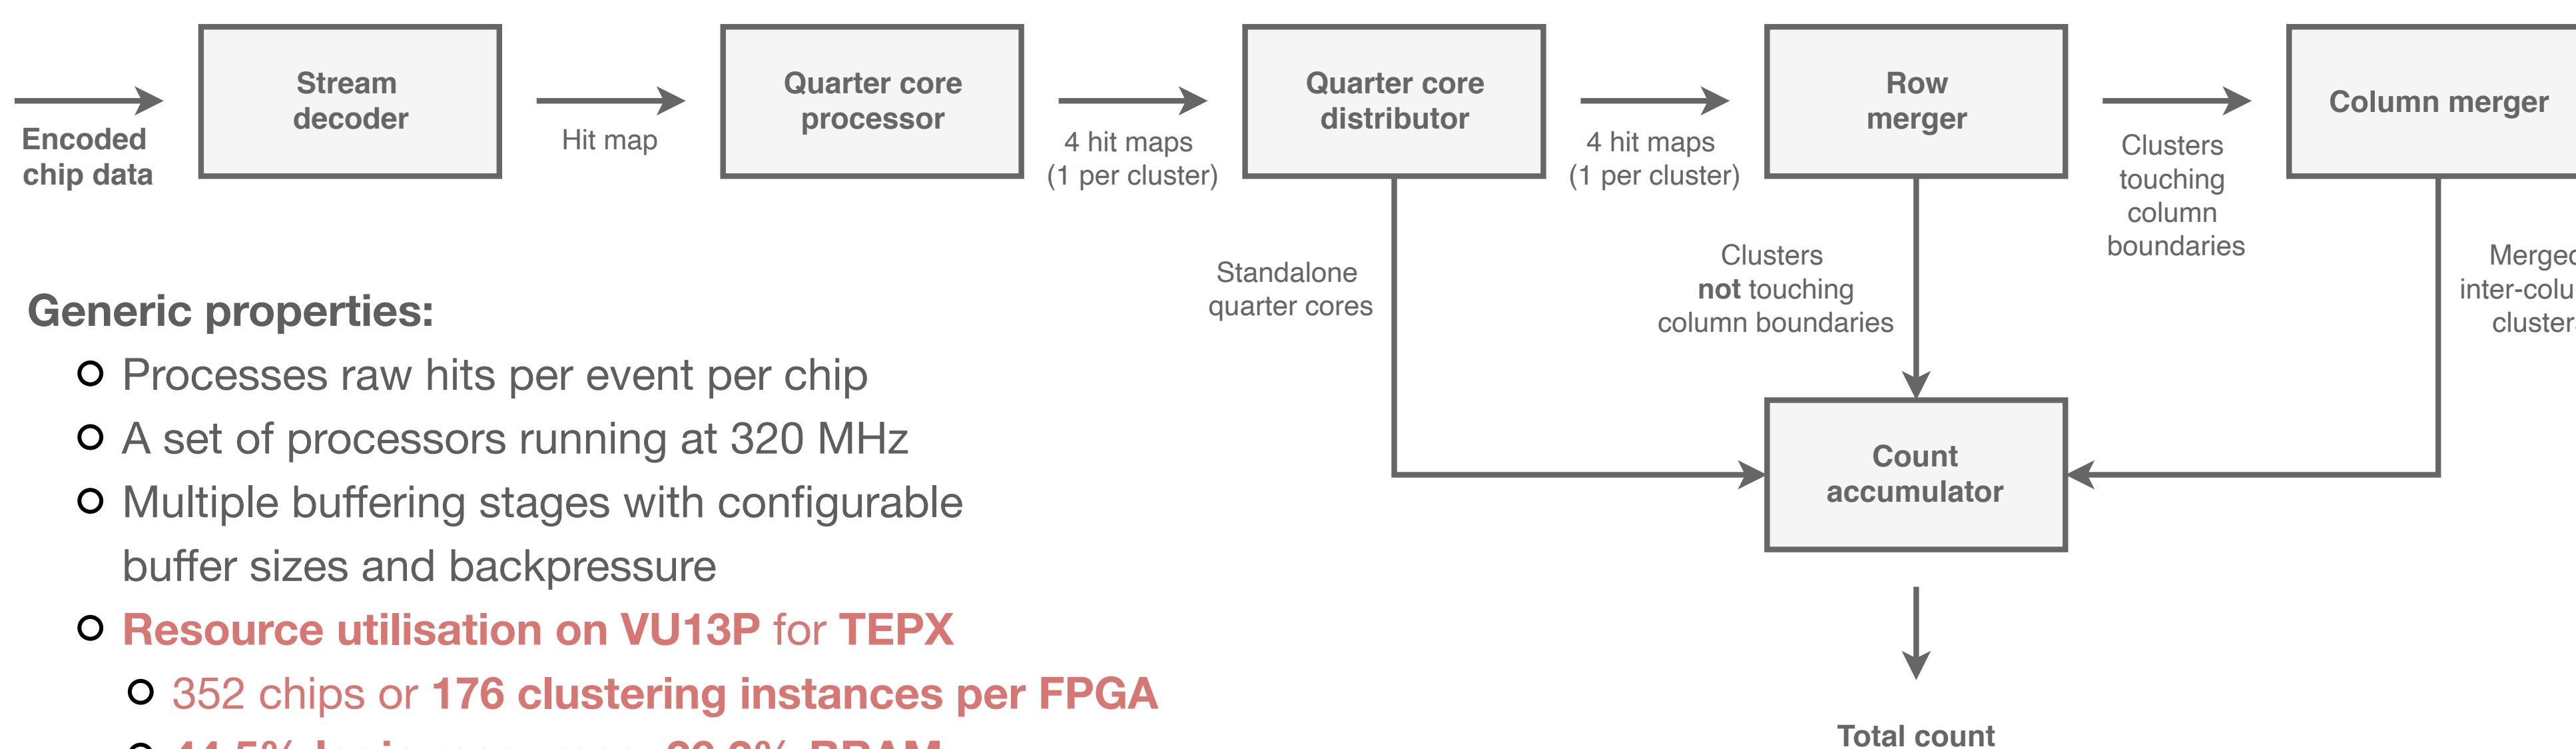 Stream
decoder
Quarter core
processor
Quarter core
distributor
Row
merger
Column merger
Encoded
chip data
Hit map
4 hit maps
(1 per cluster)
4 hit maps
(1 per cluster)
Clusters
touching
column
boundaries
Standalone
quarter cores
Clusters
not touching
column boundaries
Merged
cluster
Generic properties:
Processes raw hits per event per chip
A set of processors running at 320 MHz
Multiple buffering stages with configurable
buffer sizes and backpressure
Resource utilisation on VU13P for TEPX
352 chips or 176 clustering instances per FPGA
Count
accumulator
Total count